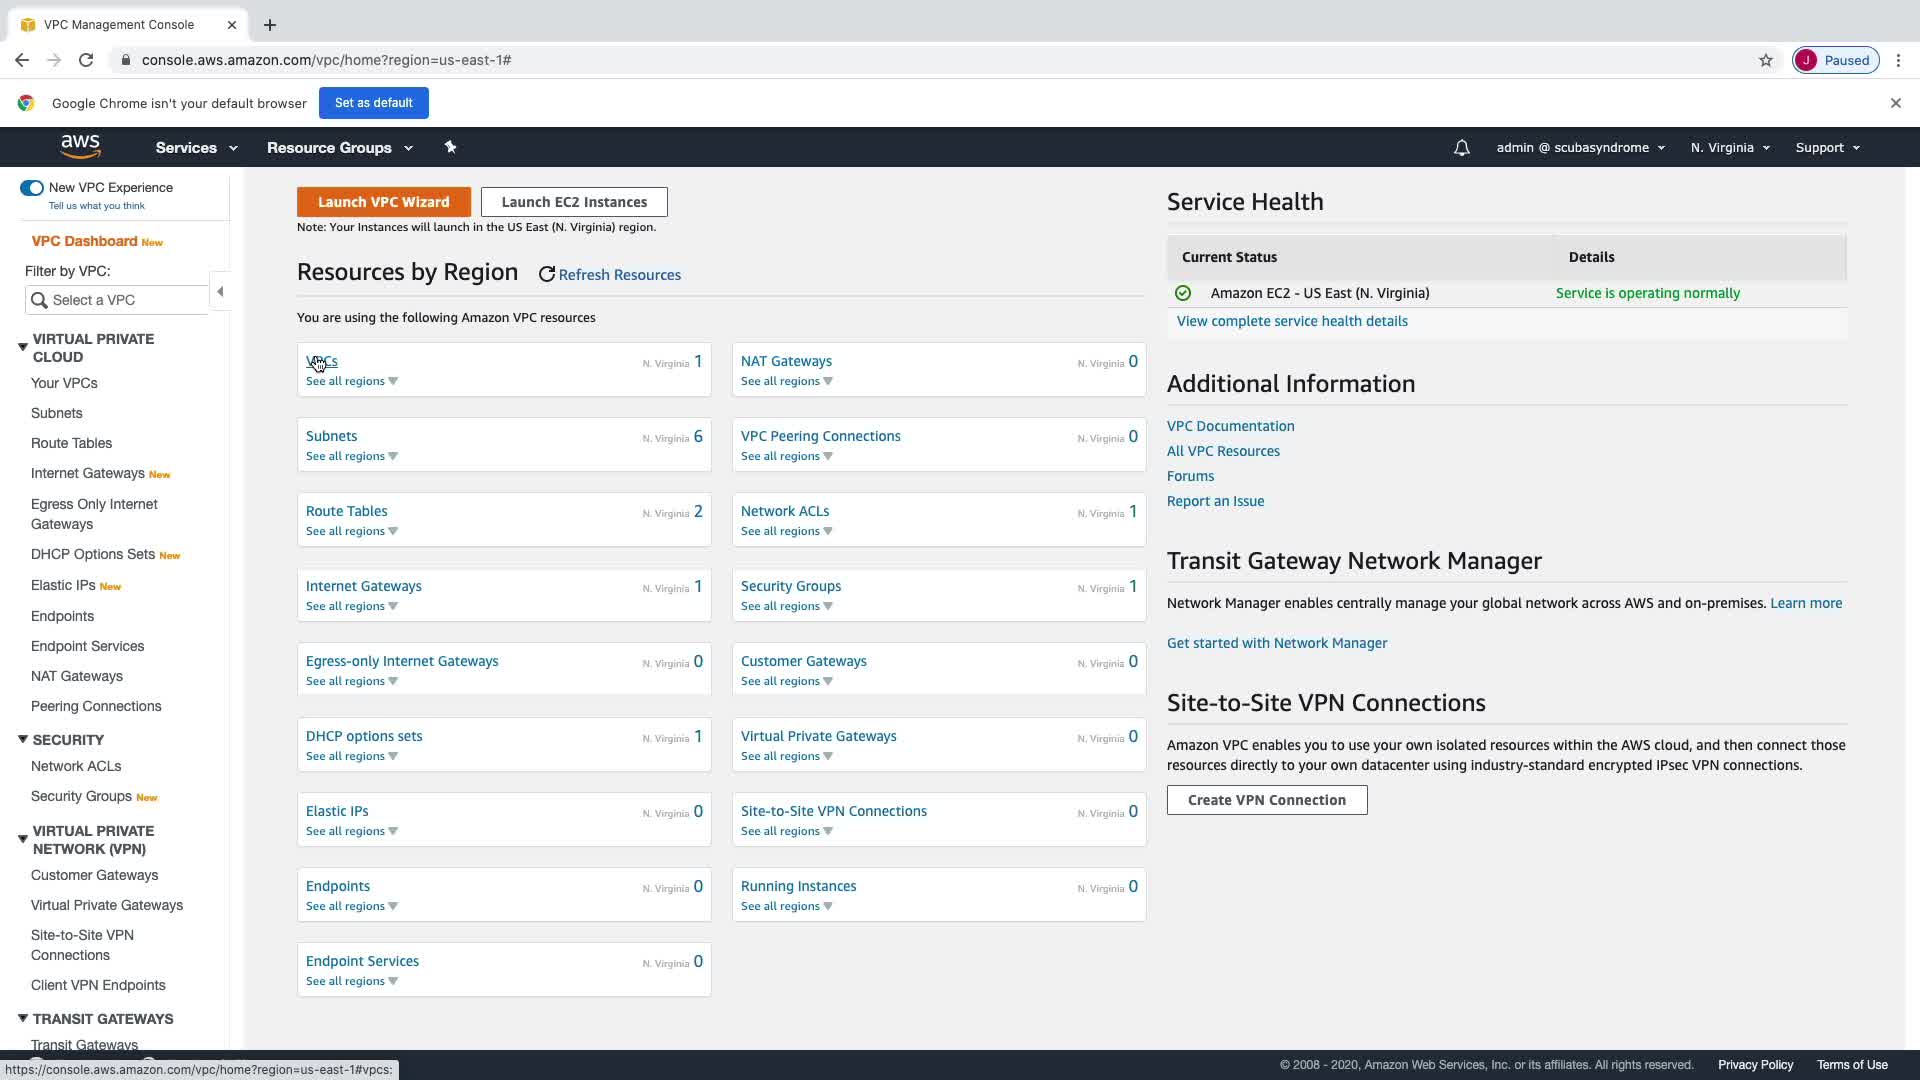 VPC Management Console
console.aws.amazon.com/vpc/home?region=us-east-1#
J Paused
Google Chrome isn't your default browser
Set as default
aws
Services
Resource Groups
admin @ scubasyndrome
N. Virginia
Support
New VPC Experience
Tell us what you think
VPC Dashboard New
Filter by VPC:
Select a VPC
VIRTUAL PRIVATE
CLOUD
Your VPCs
Subnets
Route Tables
Internet Gateways New
Egress Only Internet
Gateways
DHCP Options Sets New
Elastic IPs New
Endpoints
Endpoint Services
NAT Gateways
Peering Connections
SECURITY
Network ACLs
Security Groups New
VIRTUAL PRIVATE
NETWORK (VPN)
Customer Gateways
Virtual Private Gateways
Site-to-Site VPN
Connections
Client VPN Endpoints
TRANSIT GATEWAYS
Transit Gateways
Launch VPC Wizard
Launch EC2 Instances
Note: Your Instances will launch in the US East (N. Virginia) region.
Resources by Region
Refresh Resources
You are using the following Amazon VPC resources
VPCs N. Virginia 1
See all regions
NAT Gateways N. Virginia 0
See all regions
Subnets N. Virginia 6
See all regions
VPC Peering Connections N. Virginia 0
See all regions
Route Tables N. Virginia 2
See all regions
Network ACLs N. Virginia 1
See all regions
Internet Gateways N. Virginia 1
See all regions
Security Groups N. Virginia 1
See all regions
Egress-only Internet Gateways N. Virginia 0
See all regions
Customer Gateways N. Virginia 0
See all regions
DHCP options sets N. Virginia 1
See all regions
Virtual Private Gateways N. Virginia 0
See all regions
Elastic IPs N. Virginia 0
See all regions
Site-to-Site VPN Connections N. Virginia 0
See all regions
Endpoints N. Virginia 0
See all regions
Running Instances N. Virginia 0
See all regions
Endpoint Services N. Virginia 0
See all regions
Service Health
Current Status Details
Amazon EC2 - US East (N. Virginia) Service is operating normally
View complete service health details
Additional Information
VPC Documentation
All VPC Resources
Forums
Report an Issue
Transit Gateway Network Manager
Network Manager enables centrally manage your global network across AWS and on-premises. Learn more
Get started with Network Manager
Site-to-Site VPN Connections
Amazon VPC enables you to use your own isolated resources within the AWS cloud, and then connect those
resources directly to your own datacenter using industry-standard encrypted IPsec VPN connections.
Create VPN Connection
https://console.aws.amazon.com/vpc/home?region=us-east-1#vpcs:
© 2008 - 2020, Amazon Web Services, Inc. or its affiliates. All rights reserved.
Privacy Policy
Terms of Use